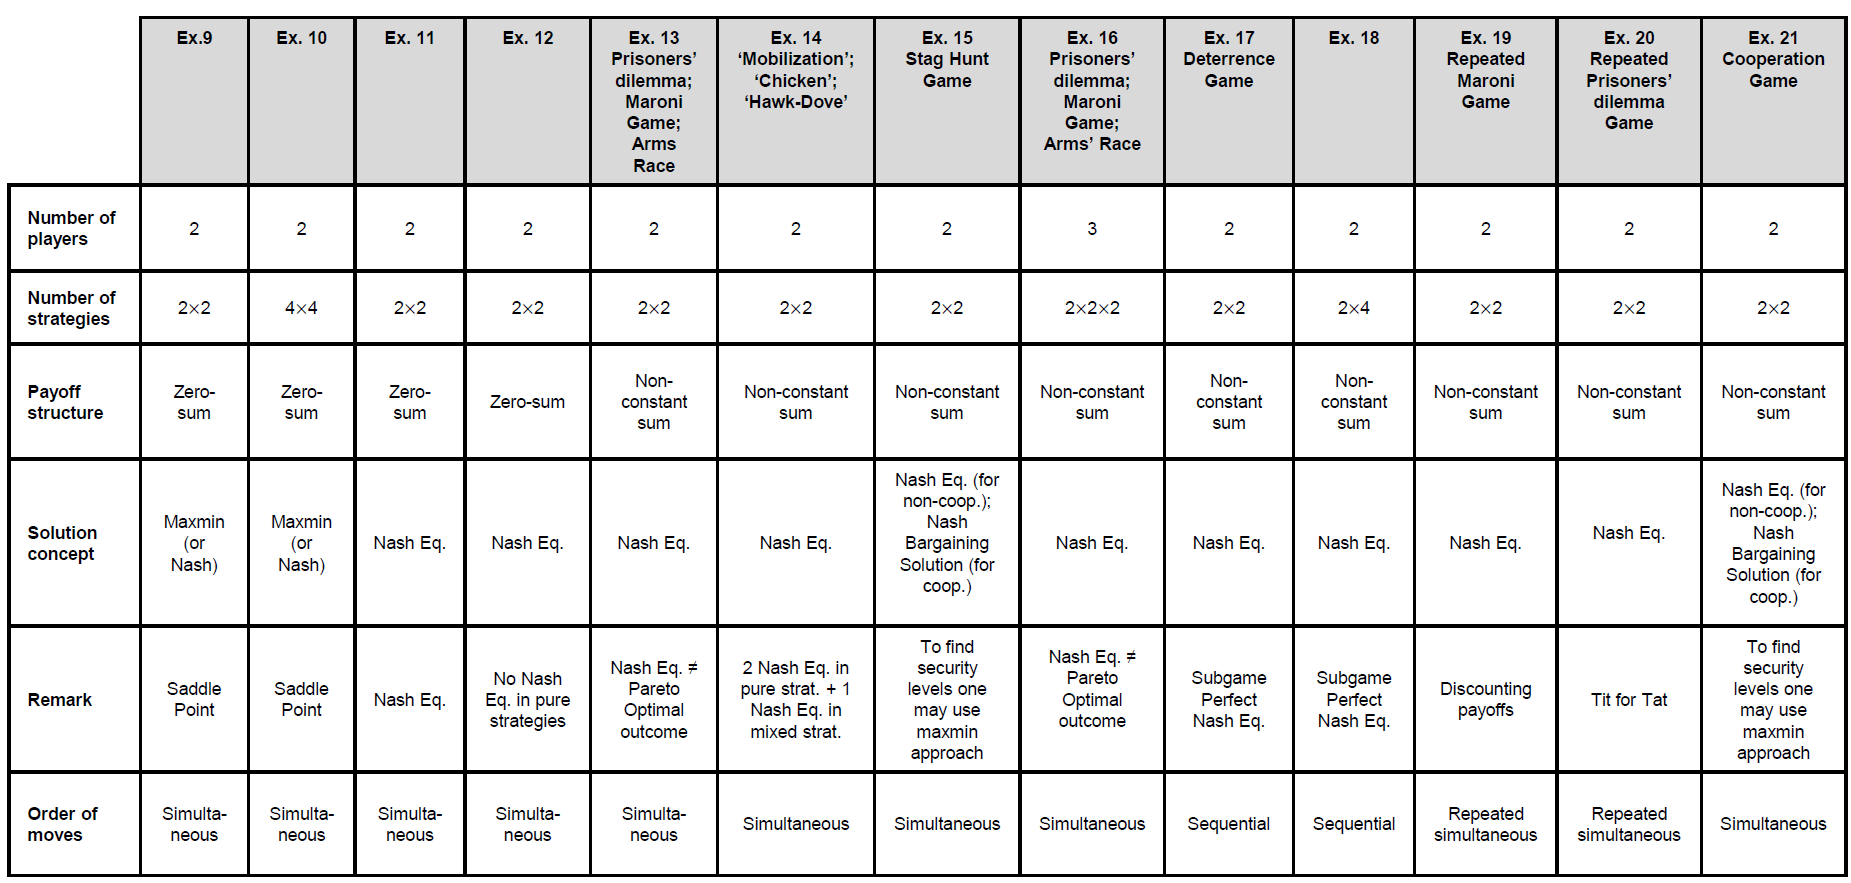 Ex.9
Ex. 10
Ex. 11
Ex. 12
Ex. 13
Prisoners’
dilemma;
Maroni
Game;
Arms
Race
Ex. 14
‘Mobilization’;
‘Chicken’;
‘Hawk-Dove’
Ex. 15
Stag Hunt
Game
Ex. 16
Prisoners’
dilemma;
Maroni
Game;
Arms’ Race
Ex. 17
Deterrence
Game
Ex. 18
Ex. 19
Repeated
Maroni
Game
Ex. 20
Repeated
Prisoners’
dilemma
Game
Ex. 21
Cooperation
Game
Number of
players
2
2
2
2
2
2
2
3
2
2
2
2
2
Number of
strategies
2×2
4×4
2×2
2×2
2×2
2×2
2×2
2×2×2
2×2
2×4
2×2
2×2
2×2
Payoff
structure
Zero-
sum
Zero-
sum
Zero-
sum
Zero-sum
Non-
constant
sum
Non-constant
sum
Non-constant
sum
Non-constant
sum
Non-
constant
sum
Non-
constant
sum
Non-constant
sum
Non-constant
sum
Non-constant
sum
Solution
concept
Maxmin
(or
Nash)
Maxmin
(or
Nash)
Nash Eq.
Nash Eq.
Nash Eq.
Nash Eq.
Nash Eq. (for
non-coop.);
Nash
Bargaining
Solution (for
coop.)
Nash Eq.
Nash Eq.
Nash Eq.
Nash Eq.
Nash Eq.
Nash Eq. (for
non-coop.);
Nash
Bargaining
Solution (for
coop.)
Remark
Saddle
Point
Saddle
Point
Nash Eq.
No Nash
Eq. in pure
strategies
Nash Eq. ≠
Pareto
Optimal
outcome
2 Nash Eq. in
pure strat. + 1
Nash Eq. in
mixed strat.
To find
security
levels one
may use
maxmin
approach
Nash Eq. ≠
Pareto
Optimal
outcome
Subgame
Perfect
Nash Eq.
Subgame
Perfect
Nash Eq.
Discounting
payoffs
Tit for Tat
To find
security
levels one
may use
maxmin
approach
Order of
moves
Simulta-
neous
Simulta-
neous
Simulta-
neous
Simulta-
neous
Simulta-
neous
Simultaneous
Simultaneous
Simultaneous
Sequential
Sequential
Repeated
simultaneous
Repeated
simultaneous
Simultaneous